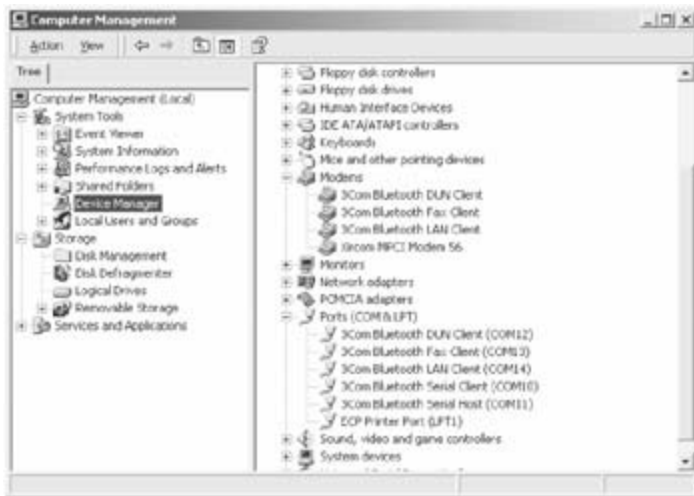 Computer Management
Action View
Tree
Computer Management (Local)
System Tools
Event Viewer
System Information
Performance Logs and Alerts
Shared Folders
Device Manager
Local Users and Groups
Storage
Disk Management
Disk Defragmenter
Logical Drives
Removable Storage
Services and Applications
Floppy disk controllers
Floppy disk drives
Human Interface Devices
IDE ATA/ATAPI controllers
Keyboards
Mice and other pointing devices
Modems
3Com Bluetooth DUN Client
3Com Bluetooth Fax Client
3Com Bluetooth LAN Client
Xircom MPCI Modem 56
Monitors
Network adapters
PCMCIA adapters
Ports (COM & LPT)
3Com Bluetooth DUN Client (COM12)
3Com Bluetooth Fax Client (COM13)
3Com Bluetooth LAN Client (COM14)
3Com Bluetooth Serial Client (COM10)
3Com Bluetooth Serial Host (COM11)
ECP Printer Port (LPT1)
Sound, video and game controllers
System devices